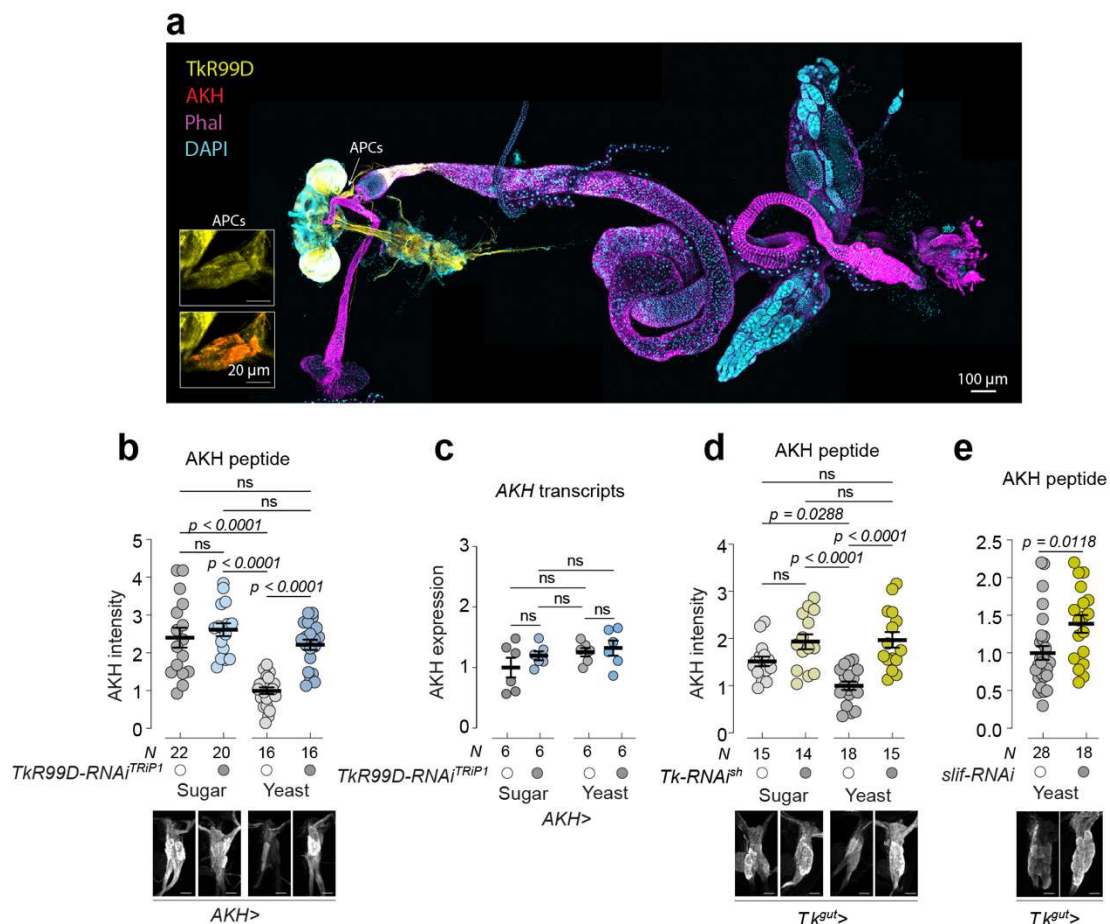 a
TkR99D
AKH
Phal
DAPI
APCs
APCs
20 µm
100 µm
b
AKH peptide
ns
ns
p < 0.0001
ns
p < 0.0001
p < 0.0001
AKH intensity
5
4
3
2
1
0
N
22 20 16 16
TkR99D-RNAi^TRiP1
Sugar Yeast
AKH>
c
AKH transcripts
ns
ns
ns
ns
ns
AKH expression
3
2
1
0
N
6 6 6 6
TkR99D-RNAi^TRiP1
Sugar Yeast
AKH>
d
AKH peptide
ns
ns
p = 0.0288
p < 0.0001
ns
p < 0.0001
AKH intensity
4
3
2
1
0
N
15 14 18 15
Tk-RNAi^sh
Sugar Yeast
Tk^gut>
e
AKH peptide
p = 0.0118
AKH intensity
2.5
2.0
1.5
1.0
0.5
0.0
N
28 18
slif-RNAi
Yeast
Tk^gut>